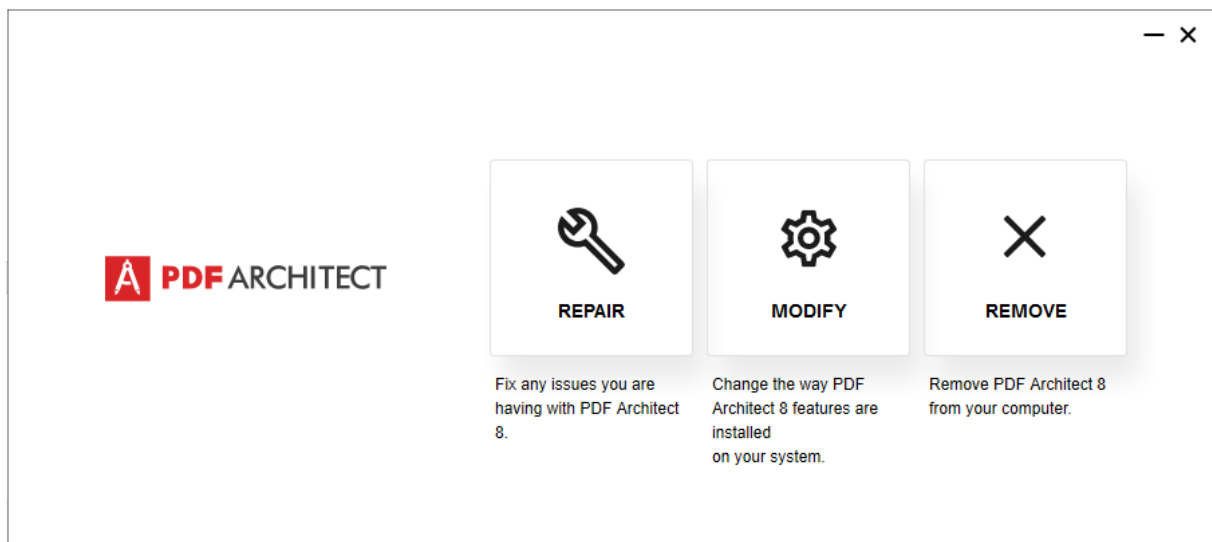 PDF ARCHITECT
REPAIR
Fix any issues you are
having with PDF Architect
8.
MODIFY
Change the way PDF
Architect 8 features are
installed
on your system.
REMOVE
Remove PDF Architect 8
from your computer.